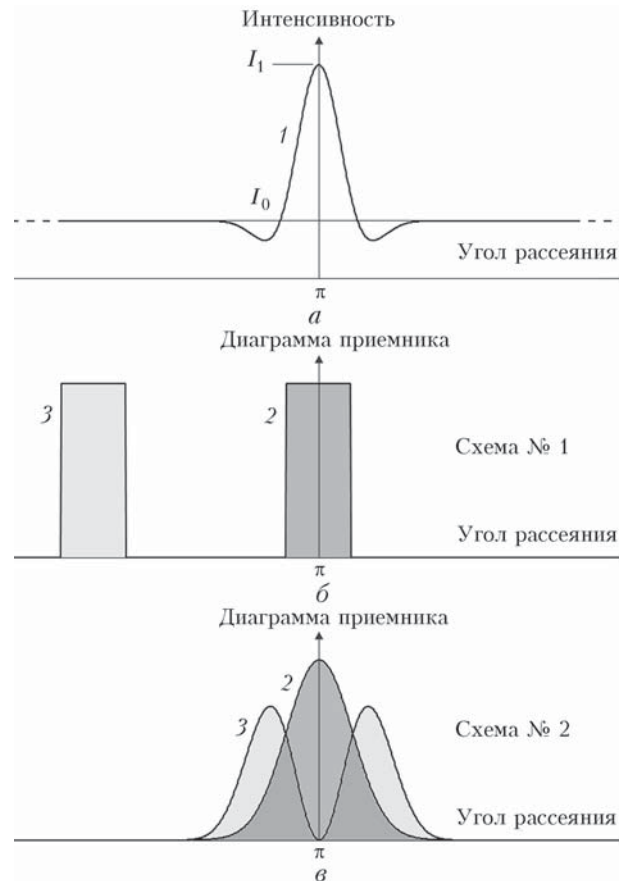 Интенсивность
I₁
1
I₀
Угол рассеяния
π
а
Диаграмма приемника
3
2
Схема № 1
Угол рассеяния
π
б
Диаграмма приемника
2
3
Схема № 2
Угол рассеяния
π
в